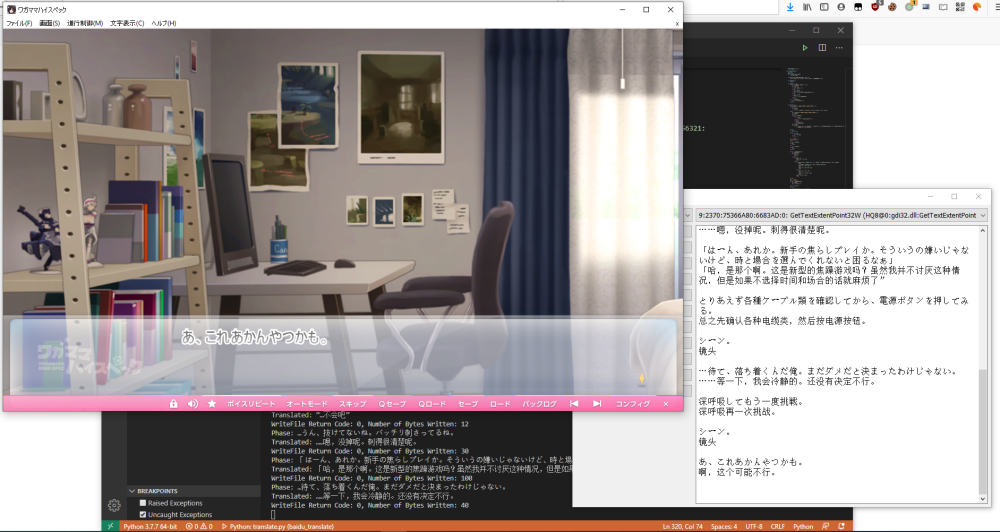 ワガママハイスペック
ファイル(F) 画面(S) 進行制御(M) 文字表示(C) ヘルプ(H)
Can
あ、これあかんやつかも。
ワガママ
ハイスペック
ボイスリピート オートモード スキップ Qセーブ Qロード セーブ ロード バックログ コンフィグ
6321:
9:2370:75366A80:6683AD:0: GetTextExtentPoint32W (HQ8@0:gdi32.dll:GetTextExtentPoint
……嗯，没掉呢。刺得很清楚呢。
「はーん、あれか。新手の焦らしプレイか。そういうの嫌いじゃな
いけど、時と場合を選んでくれないと困るなぁ」
「哈，是那个啊。这是新型的焦躁游戏吗？虽然我并不讨厌这种情
况，但是如果不选择时间和场合的话就麻烦了”
とりあえず各種ケーブル類を確認してから、電源ボタンを押してみ
る。
总之先确认各种电缆类，然后按电源按钮。
シーン。
镜头
…待て、落ち着くんだ俺。まだダメだと決まったわけじゃない。
……等一下，我会冷静的。还没有决定不行。
深呼吸してもう一度挑戦。
深呼吸再一次挑战。
シーン。
镜头
あ、これあかんやつかも。
啊，这个可能不行。
Translated: "…不会吧"
WriteFile Return Code: 0, Number of Bytes Written: 12
Phase: …うん、抜けてないね。バッチリ刺さってるね。
Translated: ……嗯，没掉呢。刺得很清楚呢。
WriteFile Return Code: 0, Number of Bytes Written: 30
Phase: 「はーん、あれか。新手の焦らしプレイか。そういうの嫌いじゃないけど、時と場
Translated: 「哈，是那个啊。这是新型的焦躁游戏吗？虽然我并不讨厌这种情况，但是如果
WriteFile Return Code: 0, Number of Bytes Written: 100
Phase: …待て、落ち着くんだ俺。まだダメだと決まったわけじゃない。
Translated: ……等一下，我会冷静的。还没有决定不行。
WriteFile Return Code: 0, Number of Bytes Written: 40
BREAKPOINTS
Raised Exceptions
Uncaught Exceptions
Python 3.7.7 64-bit 0 0 Python: translate.py (baidu_translate) Ln 320, Col 74 Spaces: 4 UTF-8 CRLF Python